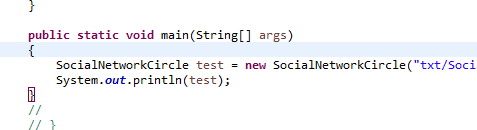 }
public static void main(String[] args)
{
SocialNetworkCircle test = new SocialNetworkCircle("txt/Soci
System.out.println(test);
}
//
// }